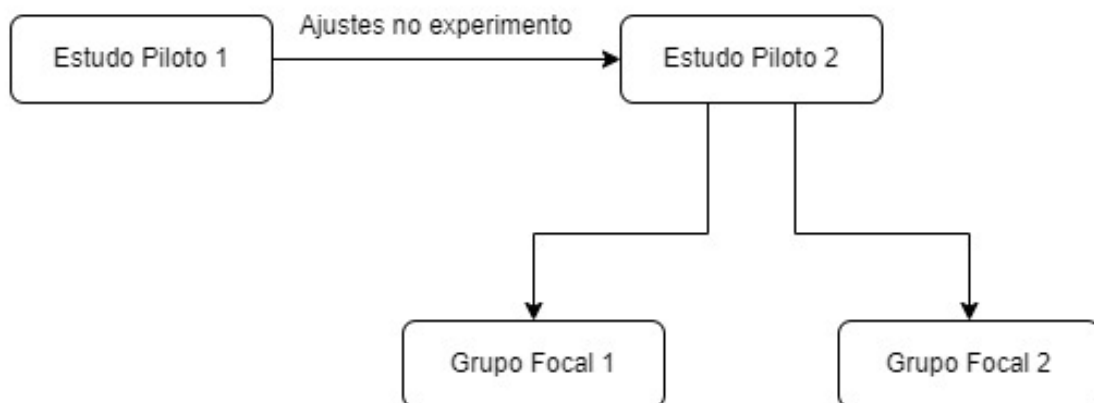 Ajustes no experimento
Estudo Piloto 1
Estudo Piloto 2
Grupo Focal 1
Grupo Focal 2